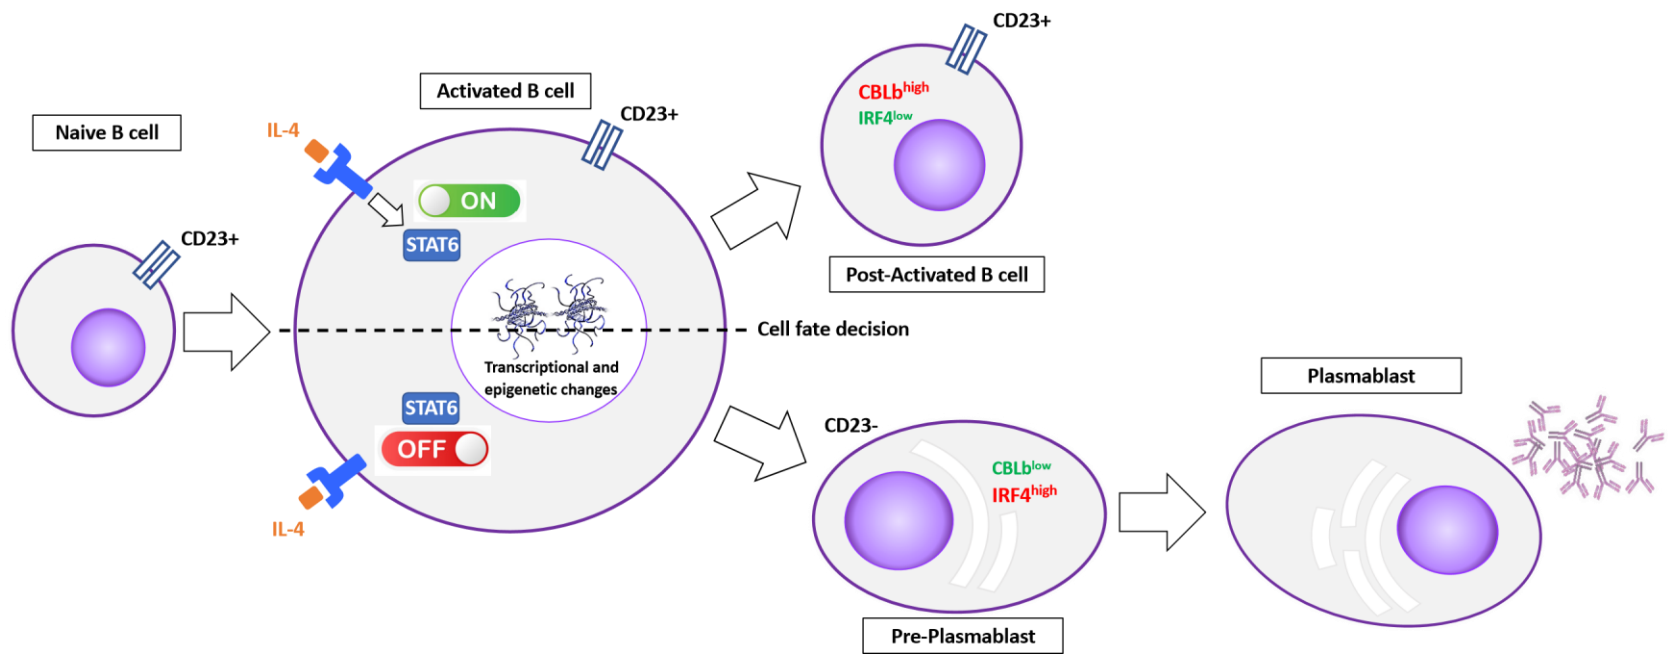 Naive B cell
CD23+
Activated B cell
IL-4
CD23+
ON
STAT6
Transcriptional and
epigenetic changes
STAT6
OFF
IL-4
Cell fate decision
CD23+
CBLbhigh
IRF4low
Post-Activated B cell
CD23-
CBLblow
IRF4high
Pre-Plasmablast
Plasmablast